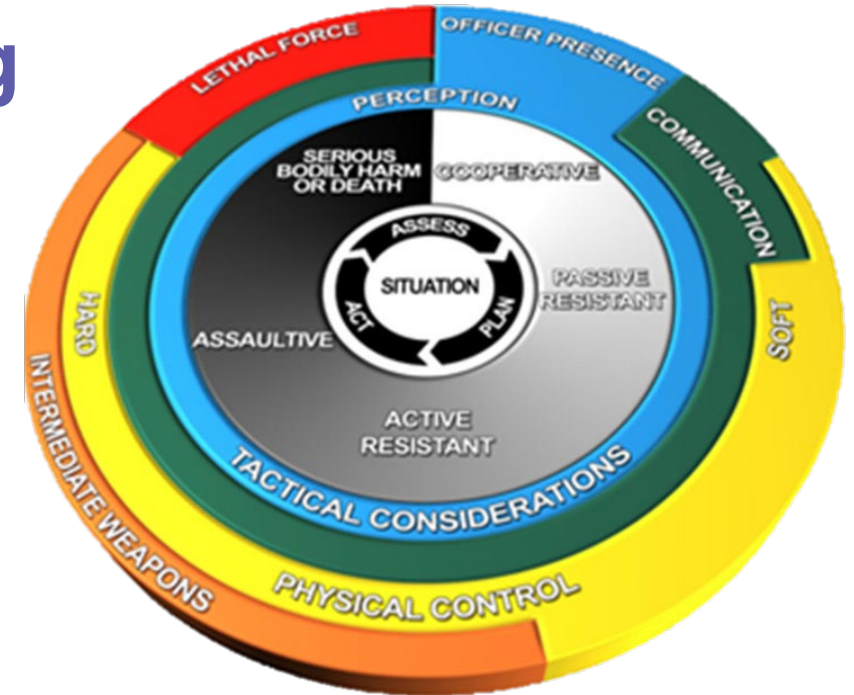 g
LETHAL FORCE
OFFICER PRESENCE
PERCEPTION
COMMUNICATION
SERIOUS
BODILY HARM
OR DEATH
COOPERATIVE
ASSESS
SITUATION
PLAN
ACT
PASSIVE
RESISTANT
SOFT
HARD
ASSAULTIVE
ACTIVE
RESISTANT
TACTICAL CONSIDERATIONS
INTERMEDIATE WEAPONS
PHYSICAL CONTROL